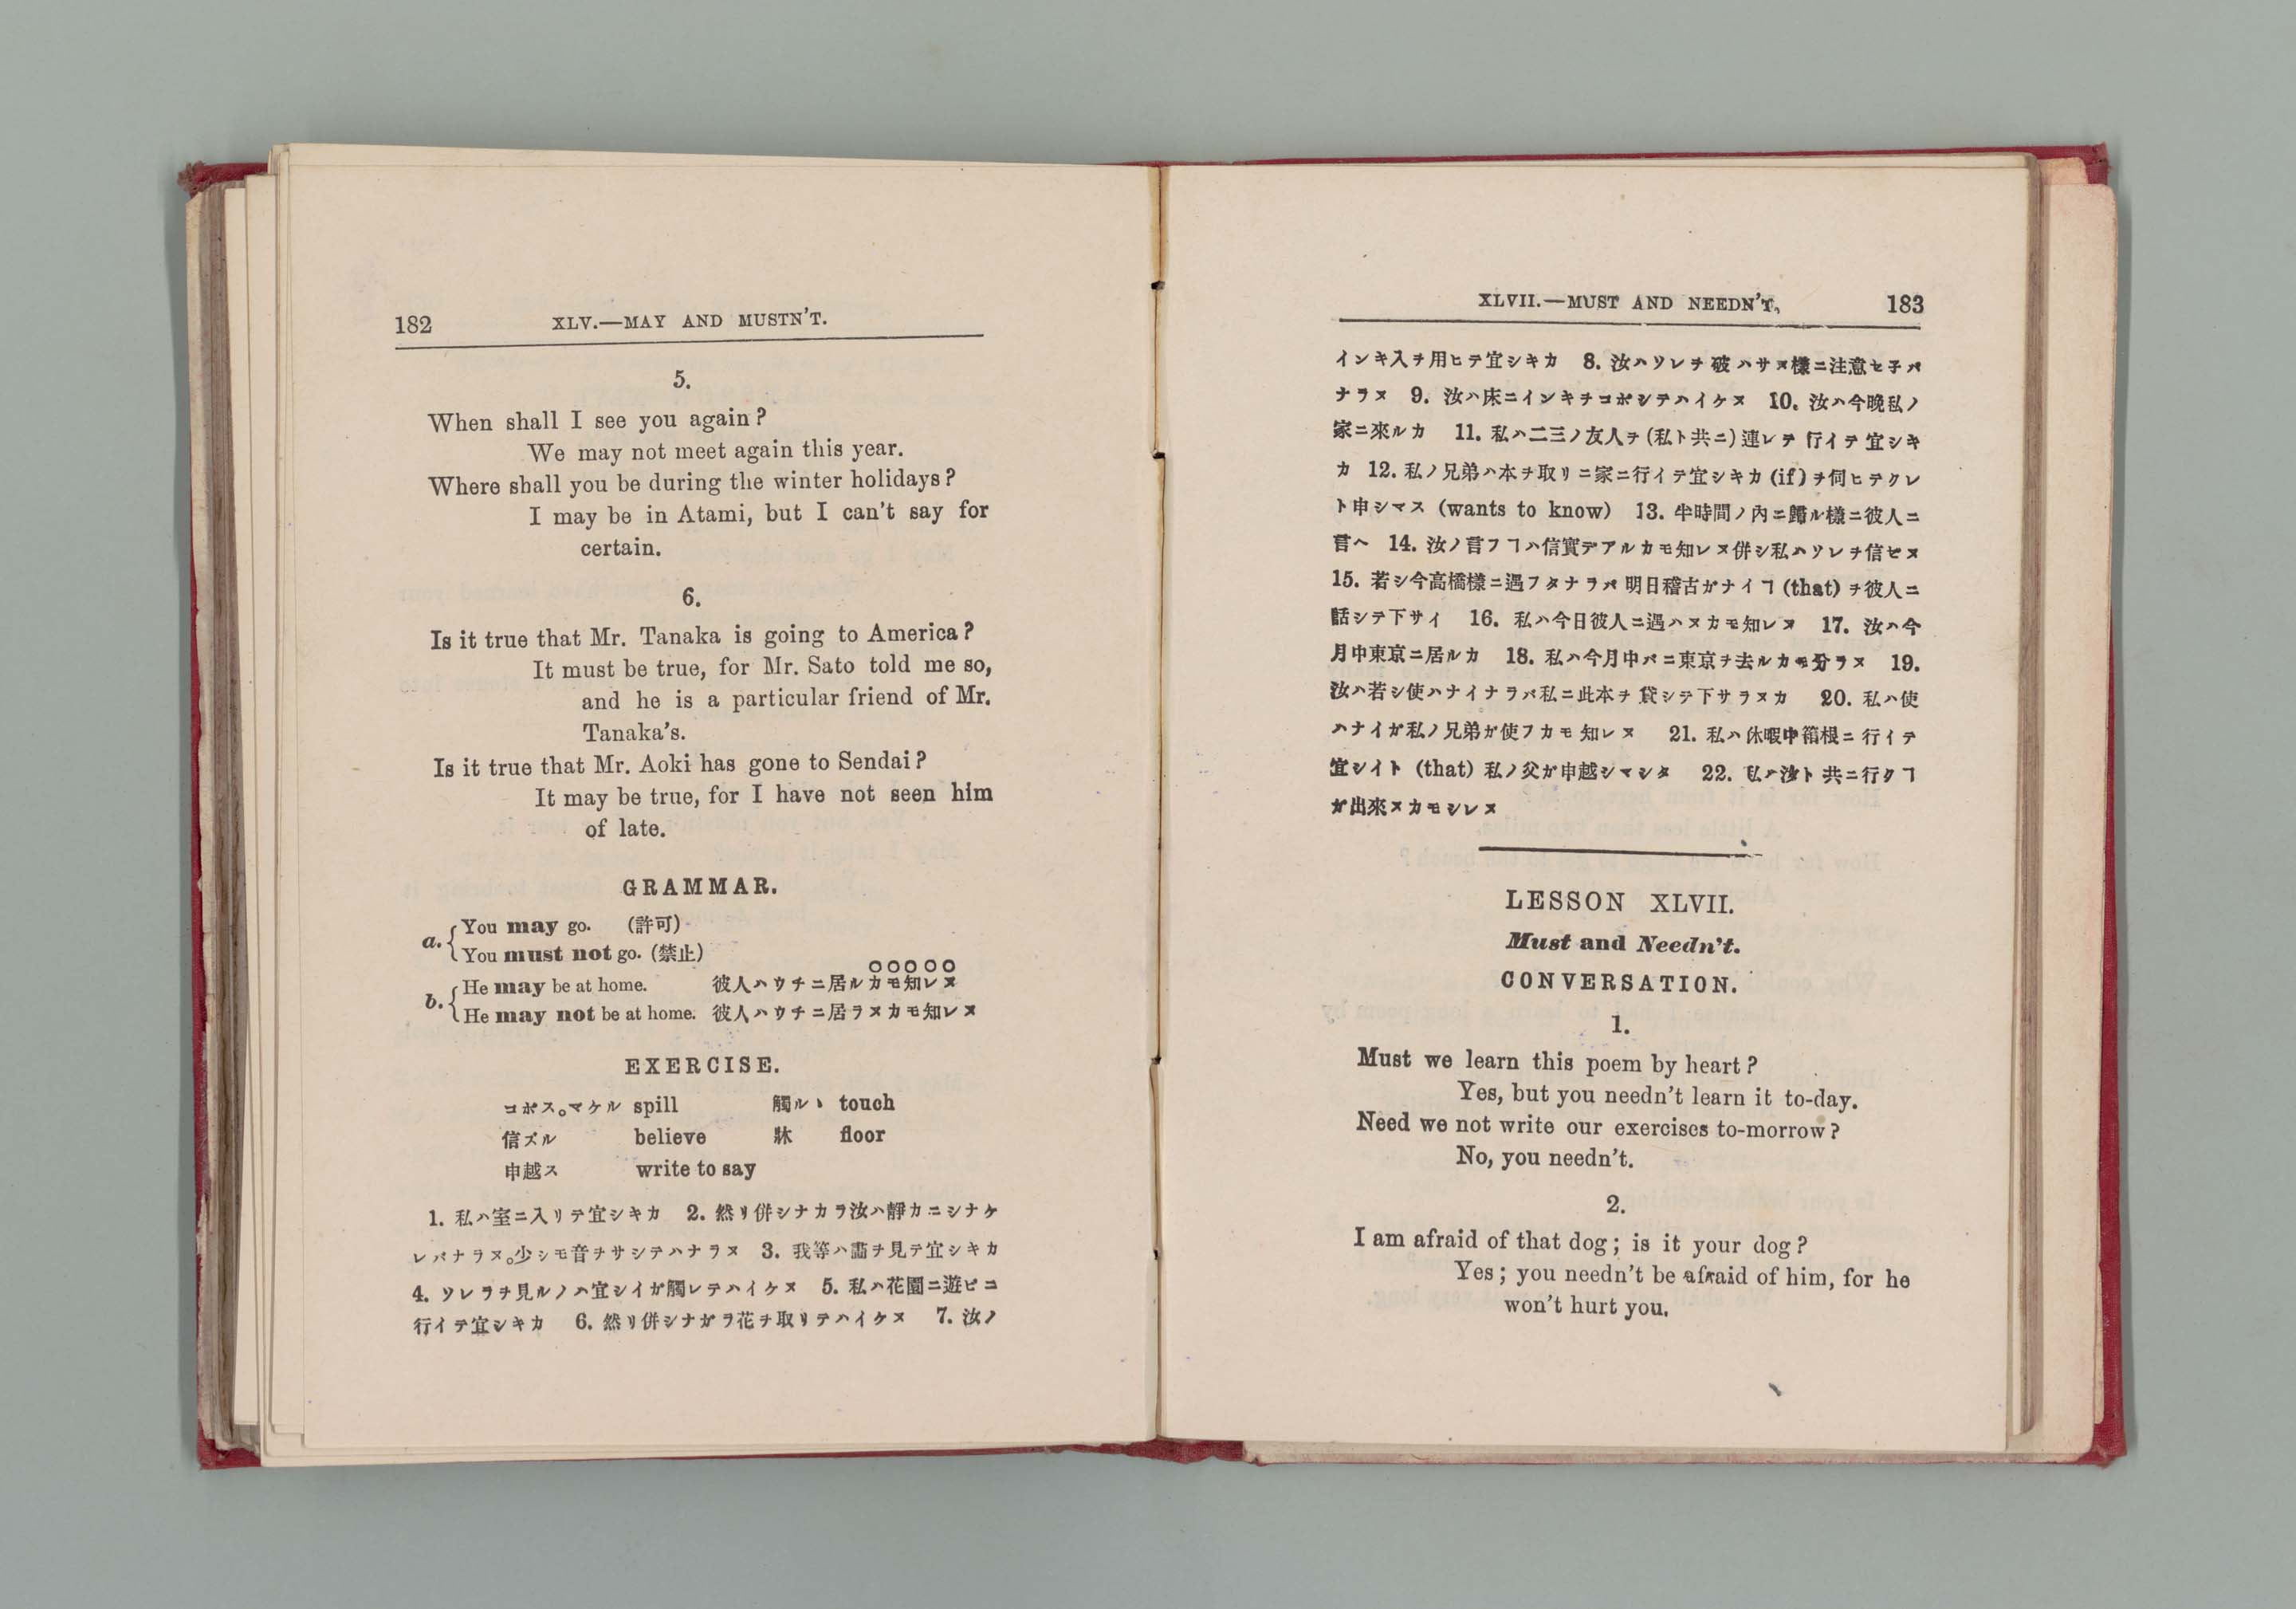 182 XLV.—MAY AND MUSTN'T.
5.
When shall I see you again?
We may not meet again this year.
Where shall you be during the winter holidays?
I may be in Atami, but I can't say for
certain.
6.
Is it true that Mr. Tanaka is going to America?
It must be true, for Mr. Sato told me so,
and he is a particular friend of Mr.
Tanaka's.
Is it true that Mr. Aoki has gone to Sendai?
It may be true, for I have not seen him
of late.
GRAMMAR.
a. You may go. (許可)
You must not go. (禁止)
b. He may be at home. 彼人ハウチニ居ルカモ知レヌ
He may not be at home. 彼人ハウチニ居ラヌカモ知レヌ
EXERCISE.
コボス。マケル spill 觸ルヽ touch
信ズル believe 牀 floor
申越ス write to say
1. 私ハ室ニ入リテ宜シキカ 2. 然リ併シナカラ汝ハ靜カニシナケ
レバナラヌ。少シモ音ヲサシテハナラヌ 3. 我等ハ畵ヲ見テ宜シキカ
4. ソレラヲ見ルノハ宜シイガ觸レテハイケヌ 5. 私ハ花園ニ遊ビニ
行イテ宜シキカ 6. 然リ併シナガラ花ヲ取リテハイケヌ 7. 汝ノ
XLVII.—MUST AND NEEDN'T. 183
インキ入ヲ用ヒテ宜シキカ 8. 汝ハソレヲ破ハサヌ樣ニ注意セ子バ
ナラヌ 9. 汝ハ床ニインキヲコボシテハイケヌ 10. 汝ハ今晚私ノ
家ニ來ルカ 11. 私ハ二三ノ友人ヲ(私ト共ニ)連レテ行イテ宜シキ
カ 12. 私ノ兄弟ハ本ヲ取リニ家ニ行イテ宜シキカ(if)ヲ伺ヒテクレ
ト申シマス (wants to know) 13. 半時間ノ內ニ歸ル樣ニ彼人ニ
言ヘ 14. 汝ノ言フヿハ信實デアルカモ知レヌ併シ私ハソレヲ信ゼヌ
15. 若シ今高橋樣ニ遇フタナラバ明日稽古ガナイヿ(that)ヲ彼人ニ
話シテ下サイ 16. 私ハ今日彼人ニ遇ハヌカモ知レヌ 17. 汝ハ今
月中東京ニ居ルカ 18. 私ハ今月中バニ東京ヲ去ルカモ分ラヌ 19.
汝ハ若シ使ハナイナラバ私ニ此本ヲ貸シテ下サラヌカ 20. 私ハ使
ハナイガ私ノ兄弟ガ使フカモ知レヌ 21. 私ハ休暇中箱根ニ行イテ
宜シイト (that) 私ノ父ガ申越シマシタ 22. 私ハ汝ト共ニ行クヿ
ガ出來ヌカモシレヌ
LESSON XLVII.
Must and Needn't.
CONVERSATION.
1.
Must we learn this poem by heart?
Yes, but you needn't learn it to-day.
Need we not write our exercises to-morrow?
No, you needn't.
2.
I am afraid of that dog; is it your dog?
Yes; you needn't be afraid of him, for he
won't hurt you.